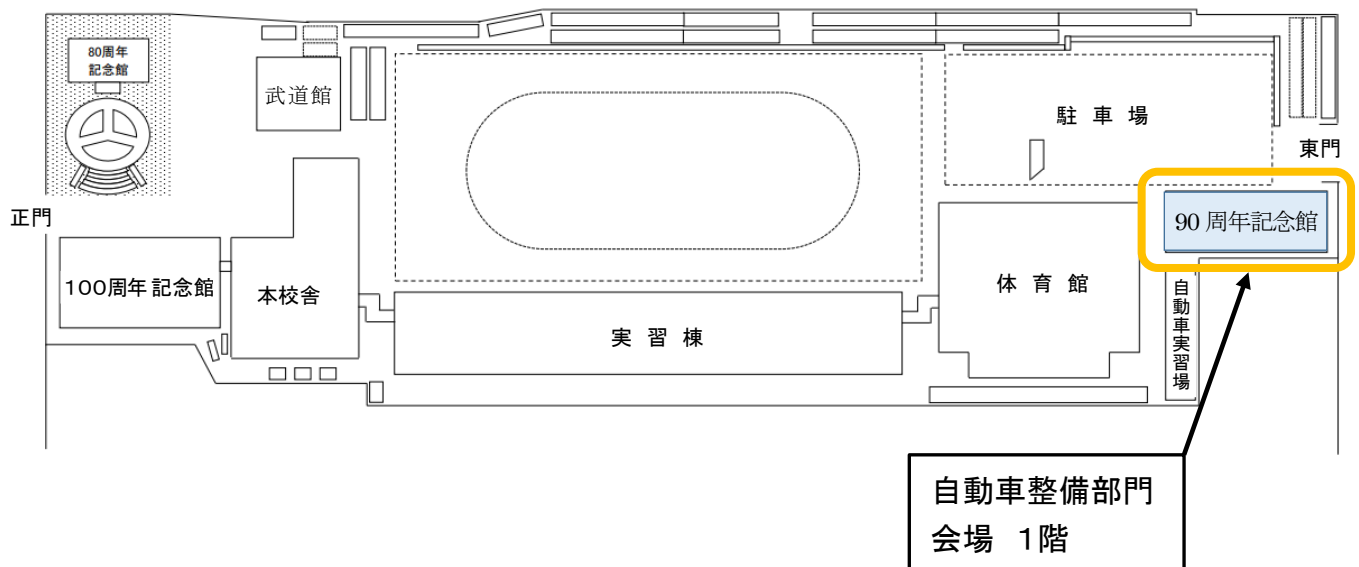 80周年
記念館
武道館
駐車場
東門
正門
90 周年記念館
100周年記念館
本校舎
体育館
自動車実習場
実習棟
自動車整備部門
会場 1階